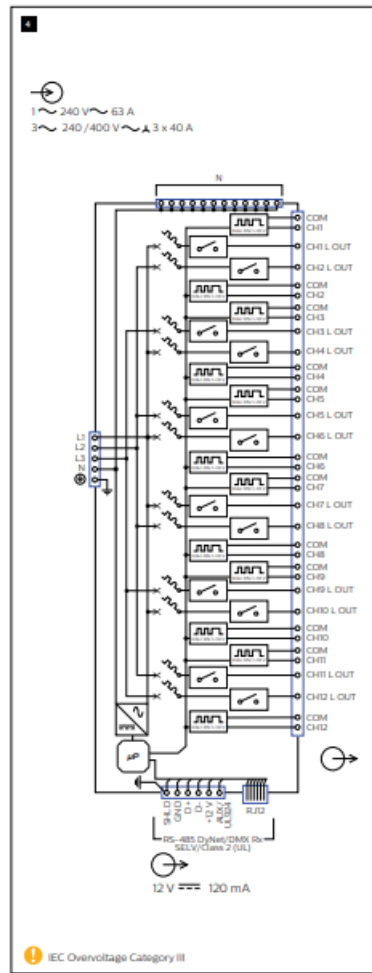 4
1 ~ 240 V ~ 63 A
3 ~ 240/400 V ~ 3 x 40 A
N
COM
CH1
CH1 L OUT
CH2 L OUT
COM
CH2
COM
CH3
CH3 L OUT
CH4 L OUT
COM
CH4
COM
CH5
CH5 L OUT
CH6 L OUT
COM
CH6
COM
CH7
CH7 L OUT
CH8 L OUT
COM
CH8
COM
CH9
CH9 L OUT
CH10 L OUT
COM
CH10
COM
CH11
CH11 L OUT
CH12 L OUT
COM
CH12
L1
L2
L3
N
μP
SHLD
GND
D+
D-
+12 V
AUX/
UL924
RJ12
RS-485 DyNet/DMX Rx
SELV/Class 2 (UL)
12 V 120 mA
! IEC Overvoltage Category III